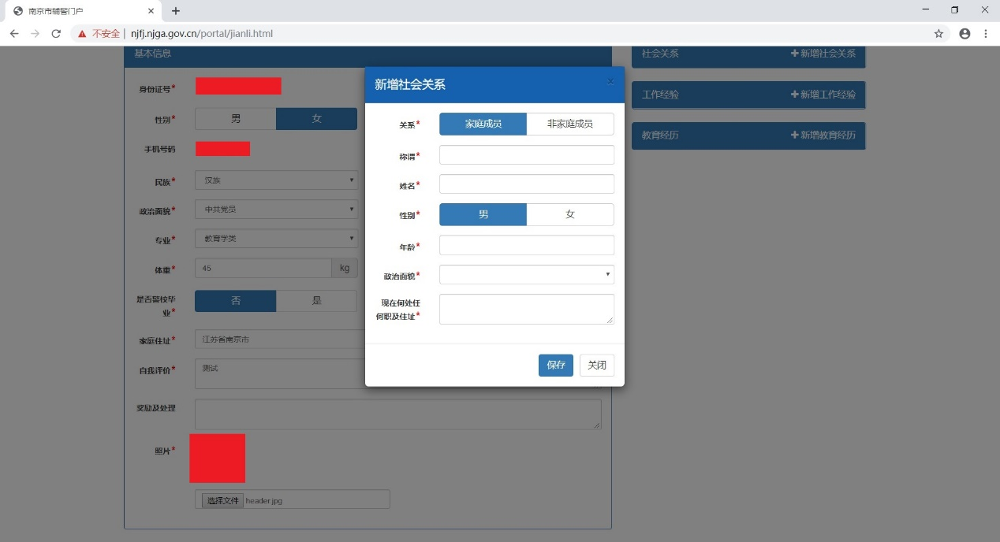 南京市辅警门户
不安全 | njfj.njga.gov.cn/portal/jianli.html
基本信息
身份证号*
性别* 男 女
手机号码
民族* 汉族
政治面貌* 中共党员
专业* 教育学类
体重* 45 kg
是否警校毕业* 否 是
家庭住址* 江苏省南京市
自我评价* 测试
奖励及处理
照片*
选择文件 header.jpg
新增社会关系 ×
关系* 家庭成员 非家庭成员
称谓*
姓名*
性别* 男 女
年龄*
政治面貌*
现在何处任
何职及住址*
保存 关闭
社会关系 +新增社会关系
工作经验 +新增工作经验
教育经历 +新增教育经历